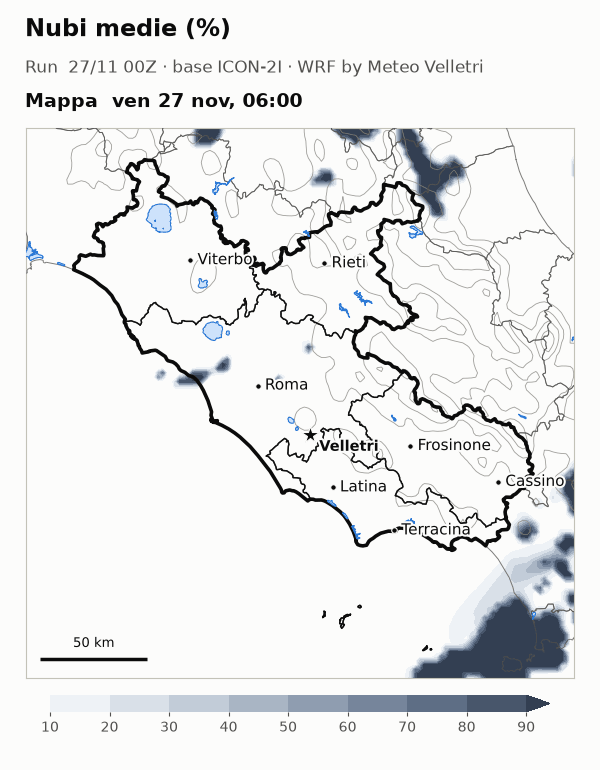 Nubi medie (%)
Run  27/11 00Z · base ICON-2I · WRF by Meteo Velletri
Mappa  ven 27 nov, 06:00
Viterbo
Rieti
Roma
Velletri
Frosinone
Cassino
Latina
Terracina
50 km
10 20 30 40 50 60 70 80 90